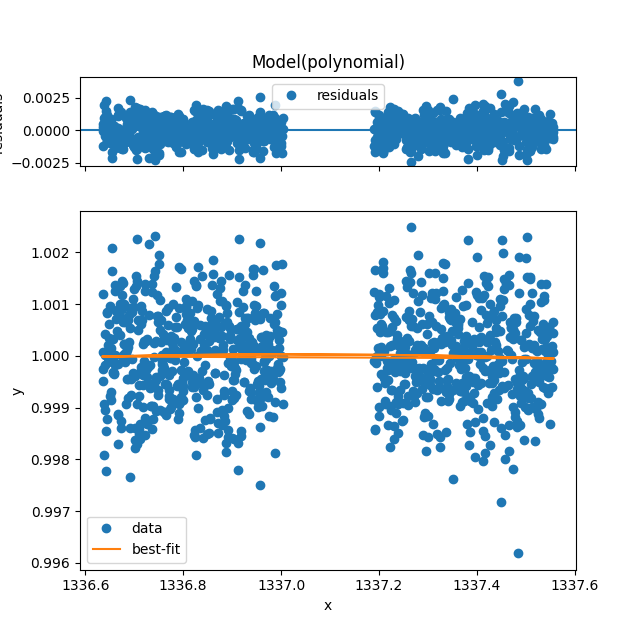 Model(polynomial)
residuals
0.0025
0.0000
−0.0025
residuals
1.002
1.001
1.000
0.999
0.998
0.997
0.996
y
data
best-fit
1336.6
1336.8
1337.0
1337.2
1337.4
1337.6
x